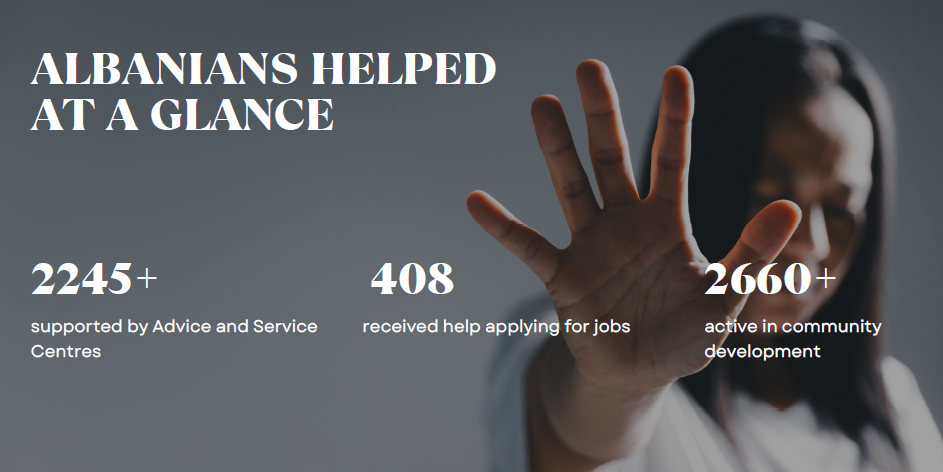 ALBANIANS HELPED
AT A GLANCE
2245+
supported by Advice and Service
Centres
408
received help applying for jobs
2660+
active in community
development